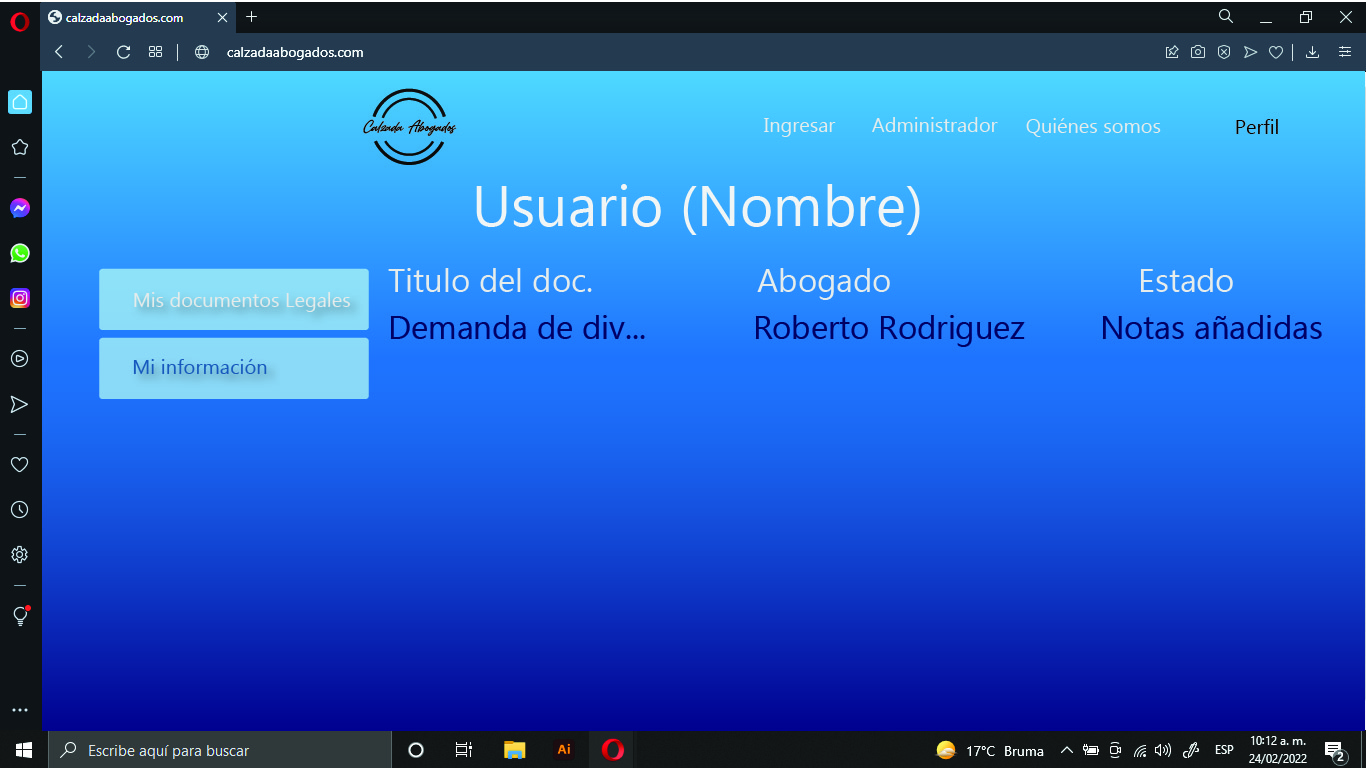 calzadaabogados.com
calzadaabogados.com
Calzada Abogados
Ingresar Administrador Quiénes somos Perfil
Usuario (Nombre)
Titulo del doc. Abogado Estado
Mis documentos Legales
Demanda de div... Roberto Rodriguez Notas añadidas
Mi información
Escribe aquí para buscar
Ai
17°C Bruma
ESP
10:12 a. m.
24/02/2022
2